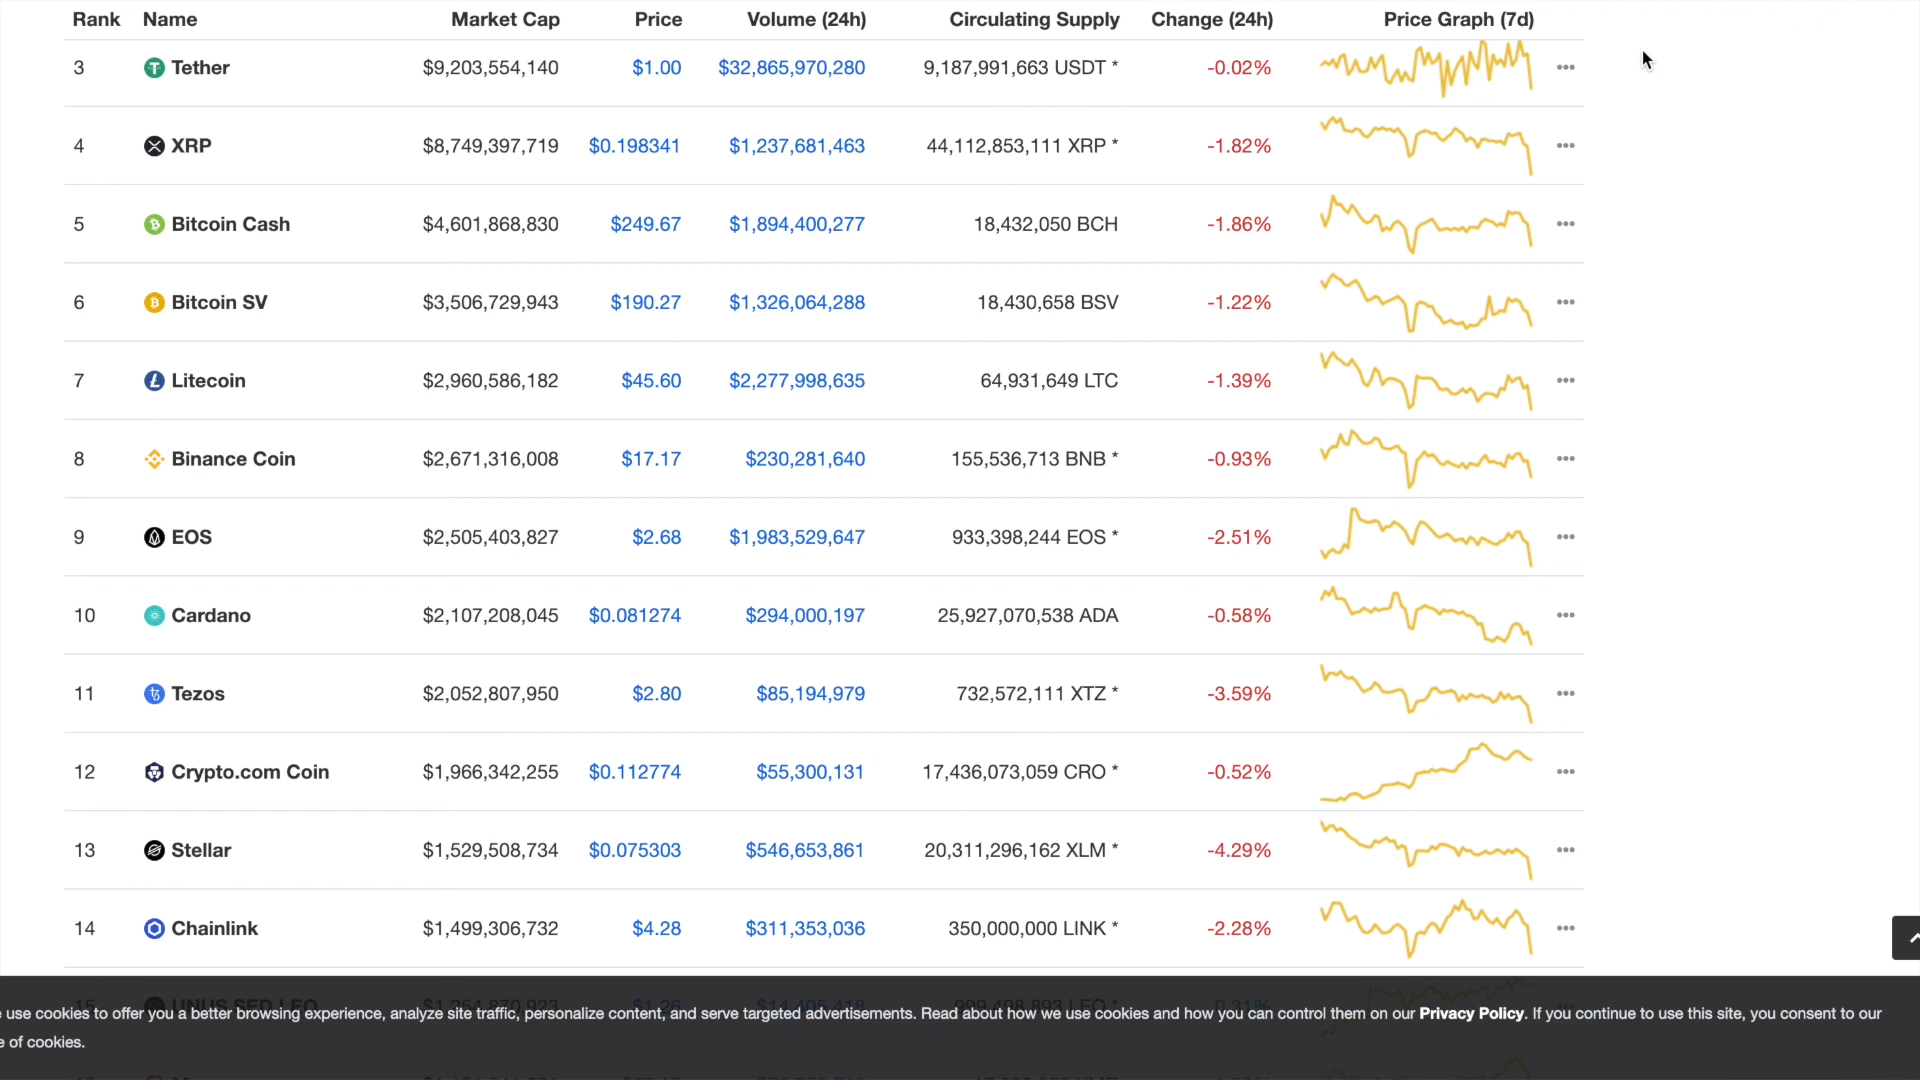 Rank Name Market Cap Price Volume (24h) Circulating Supply Change (24h) Price Graph (7d)
3 Tether $9,203,554,140 $1.00 $32,865,970,280 9,187,991,663 USDT * -0.02%
4 XRP $8,749,397,719 $0.198341 $1,237,681,463 44,112,853,111 XRP * -1.82%
5 Bitcoin Cash $4,601,868,830 $249.67 $1,894,400,277 18,432,050 BCH -1.86%
6 Bitcoin SV $3,506,729,943 $190.27 $1,326,064,288 18,430,658 BSV -1.22%
7 Litecoin $2,960,586,182 $45.60 $2,277,998,635 64,931,649 LTC -1.39%
8 Binance Coin $2,671,316,008 $17.17 $230,281,640 155,536,713 BNB * -0.93%
9 EOS $2,505,403,827 $2.68 $1,983,529,647 933,398,244 EOS * -2.51%
10 Cardano $2,107,208,045 $0.081274 $294,000,197 25,927,070,538 ADA -0.58%
11 Tezos $2,052,807,950 $2.80 $85,194,979 732,572,111 XTZ * -3.59%
12 Crypto.com Coin $1,966,342,255 $0.112774 $55,300,131 17,436,073,059 CRO * -0.52%
13 Stellar $1,529,508,734 $0.075303 $546,653,861 20,311,296,162 XLM * -4.29%
14 Chainlink $1,499,306,732 $4.28 $311,353,036 350,000,000 LINK * -2.28%
15 UNUS SED LEO
use cookies to offer you a better browsing experience, analyze site traffic, personalize content, and serve targeted advertisements. Read about how we use cookies and how you can control them on our Privacy Policy. If you continue to use this site, you consent to our
of cookies.